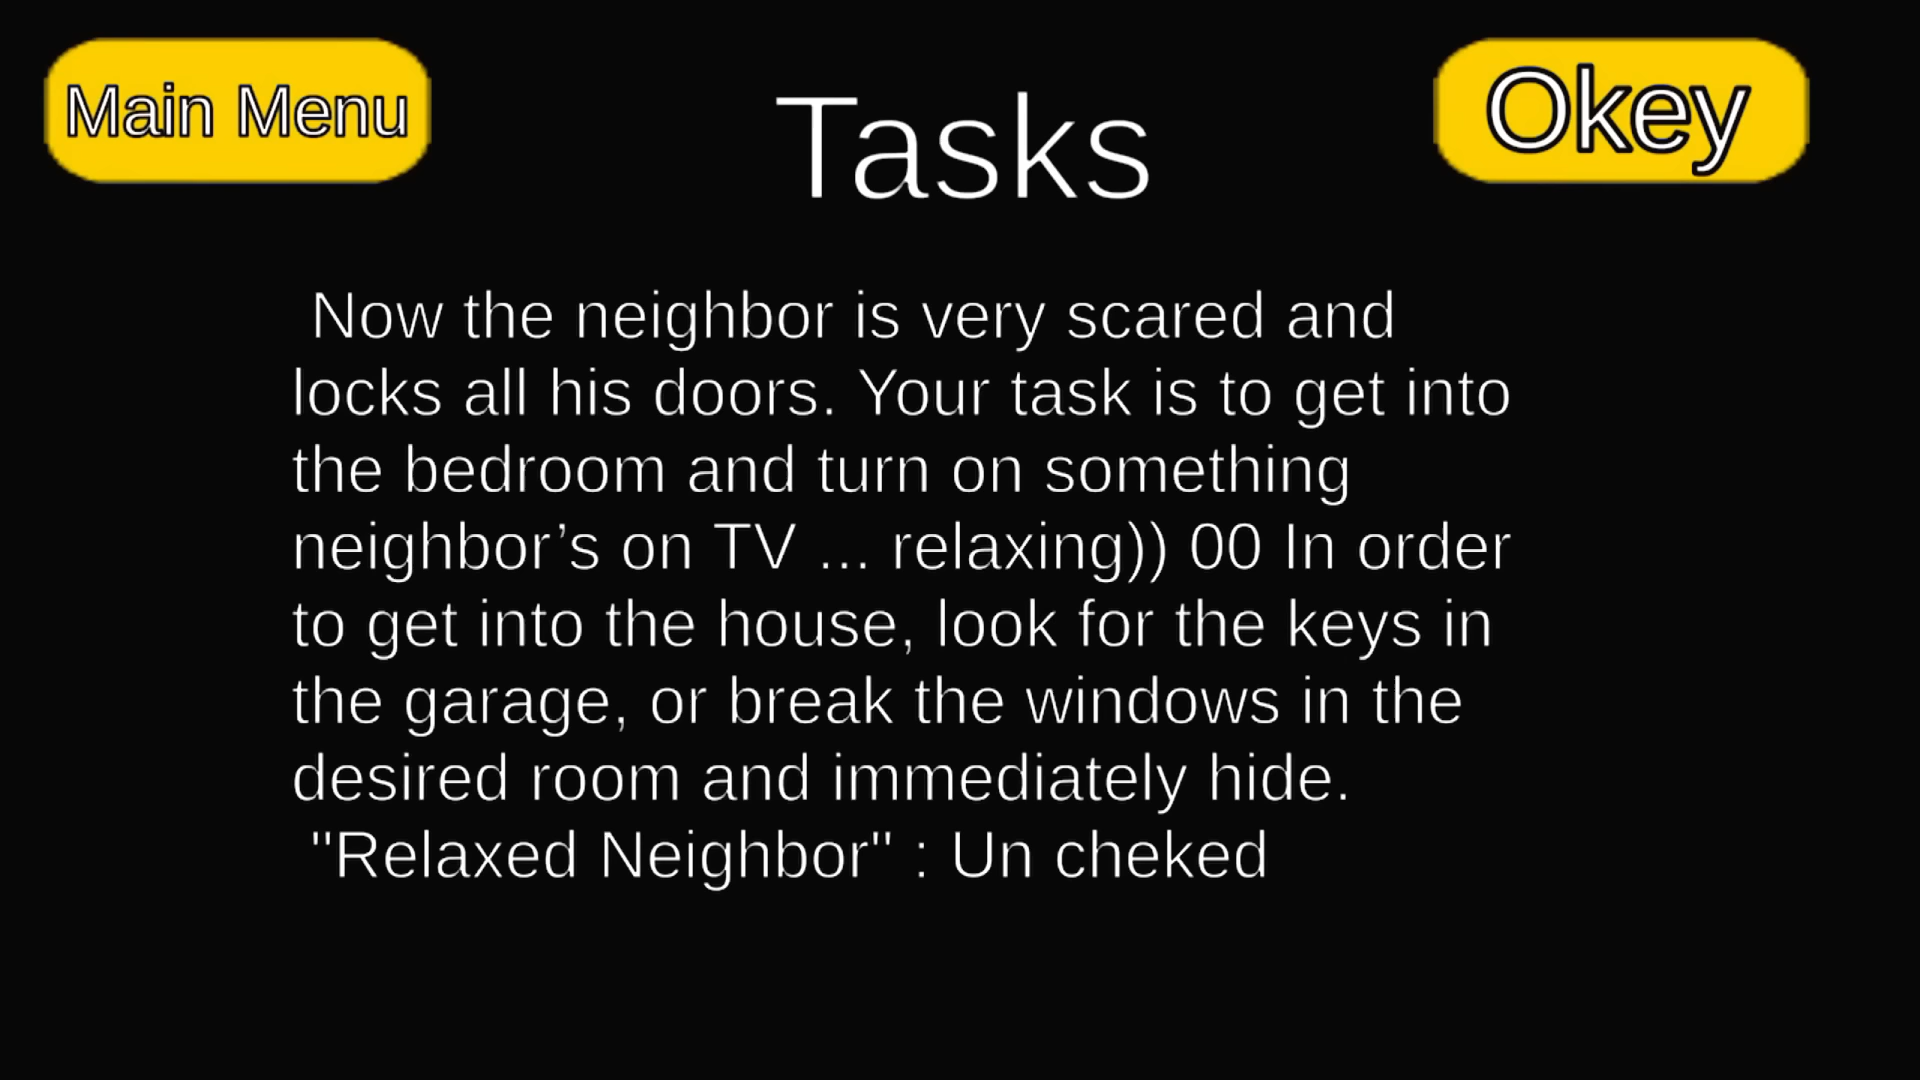 Main Menu
Tasks
Okey
Now the neighbor is very scared and
locks all his doors. Your task is to get into
the bedroom and turn on something
neighbor’s on TV ... relaxing)) 00 In order
to get into the house, look for the keys in
the garage, or break the windows in the
desired room and immediately hide.
"Relaxed Neighbor" : Un cheked